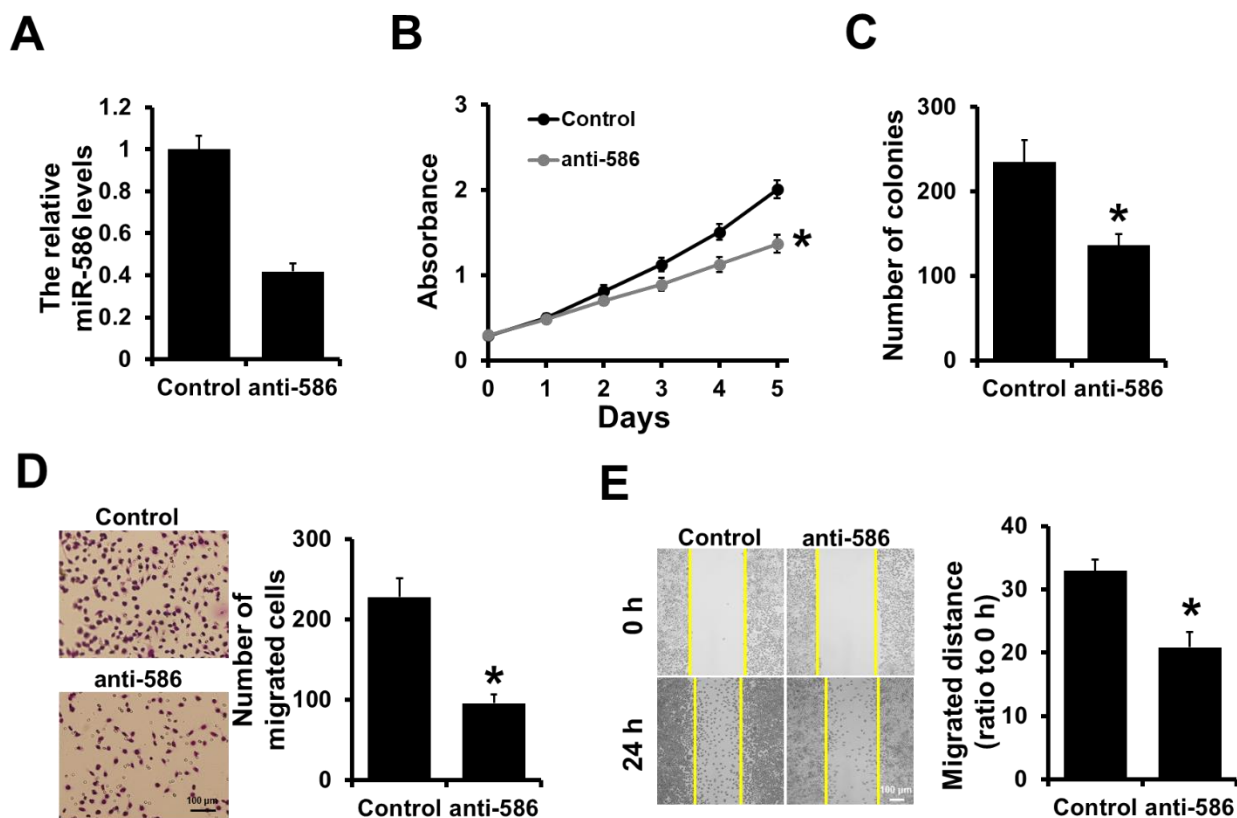 A
The relative
miR-586 levels
1.2
1
0.8
0.6
0.4
0.2
0
Control anti-586
B
Absorbance
3
2
1
0
Control
anti-586
*
0 1 2 3 4 5
Days
C
Number of colonies
300
200
100
0
*
Control anti-586
D
Control
anti-586
100 µm
Number of
migrated cells
300
200
100
0
*
Control anti-586
E
Control anti-586
0 h
24 h
100 µm
Migrated distance
(ratio to 0 h)
40
30
20
10
0
*
Control anti-586